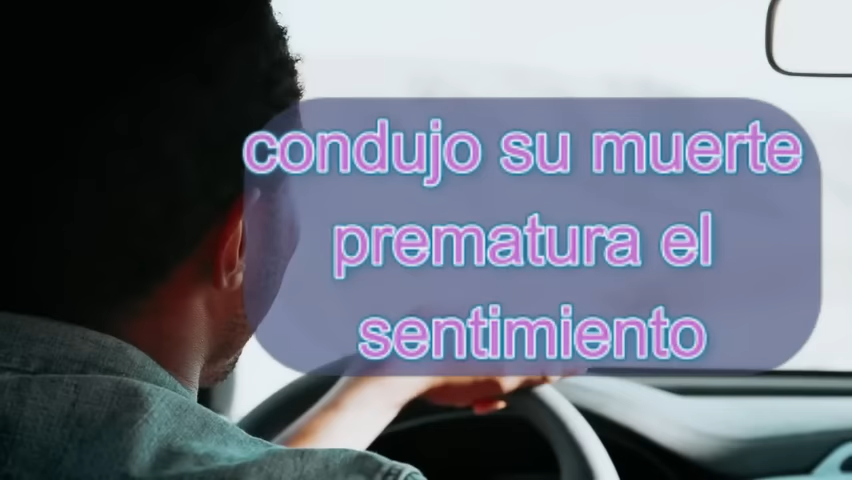 condujo su muerte
prematura el
sentimiento